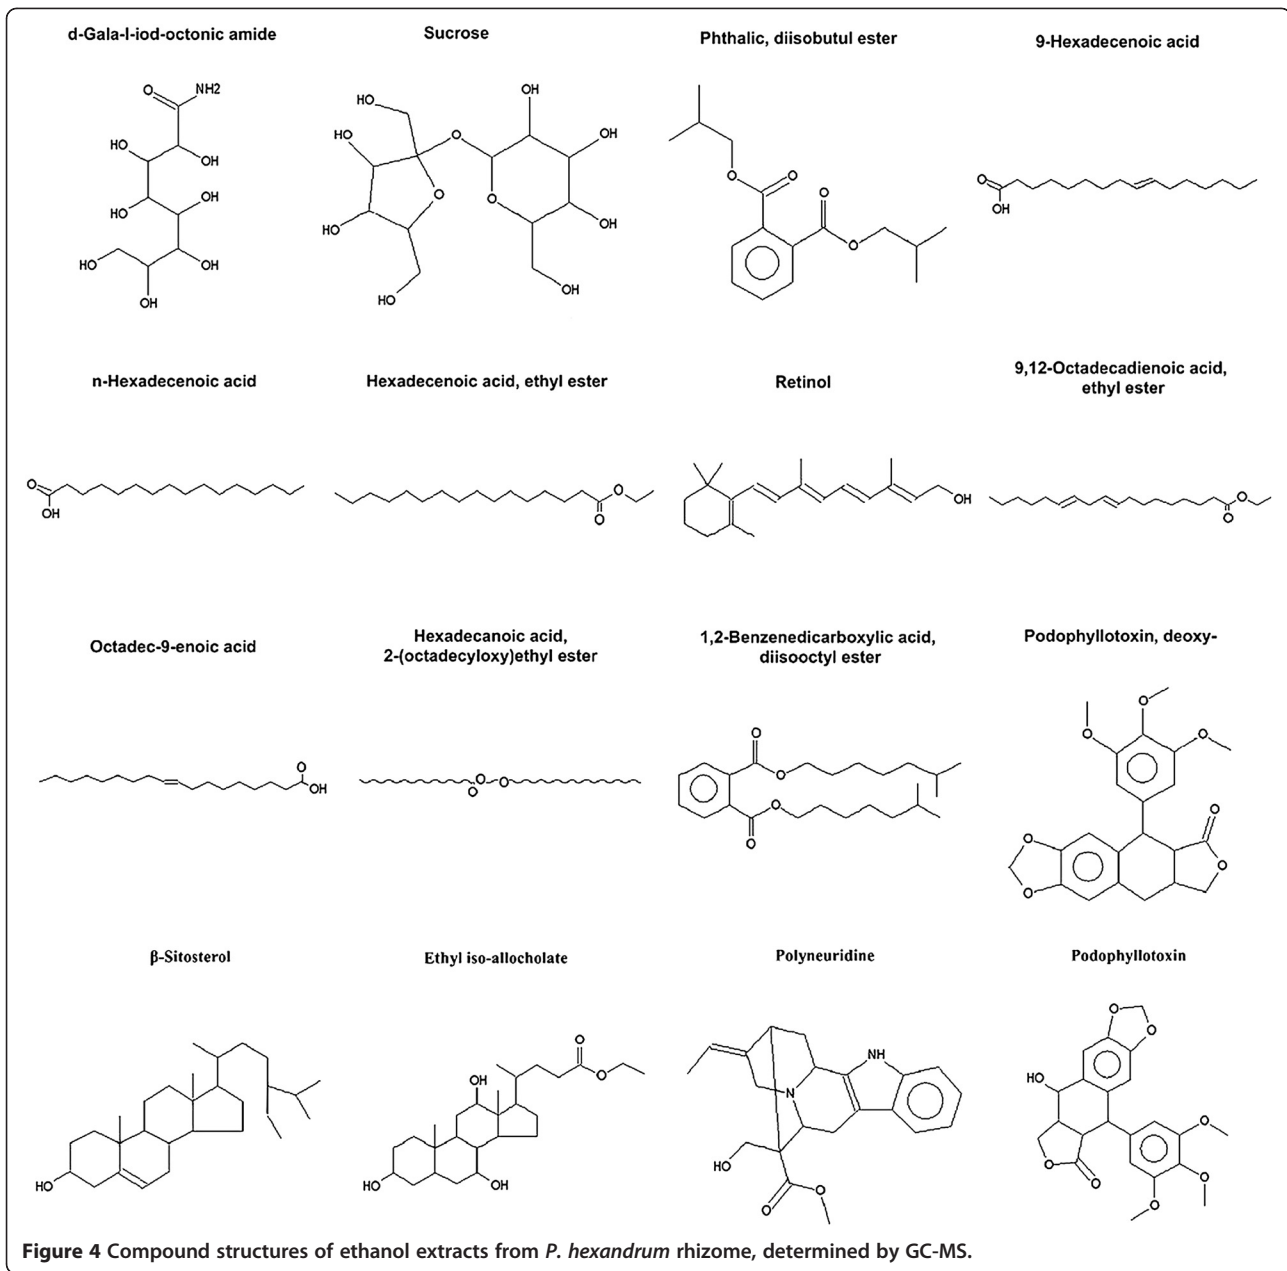 d-Gala-l-iod-octonic amide
Sucrose
Phthalic, diisobutul ester
9-Hexadecenoic acid
O NH2
HO OH
OH
HO
HO OH
OH
HO OH
HO O OH
HO
O
HO O
OH
HO OH
O O
O
O
O
OH
n-Hexadecenoic acid
Hexadecenoic acid, ethyl ester
Retinol
9,12-Octadecadienoic acid,
ethyl ester
O
OH
O
O
OH
O
O
Octadec-9-enoic acid
Hexadecanoic acid,
2-(octadecyloxy)ethyl ester
1,2-Benzenedicarboxylic acid,
diisooctyl ester
Podophyllotoxin, deoxy-
O
OH
O O
O
O
O
O
O
O
O O
O O
O O
β-Sitosterol
Ethyl iso-allocholate
Polyneuridine
Podophyllotoxin
HO
O
O
OH
HO OH
NH
N
HO
O
O
O
O
HO
O
O O
O
O
O
Figure 4 Compound structures of ethanol extracts from P. hexandrum rhizome, determined by GC-MS.